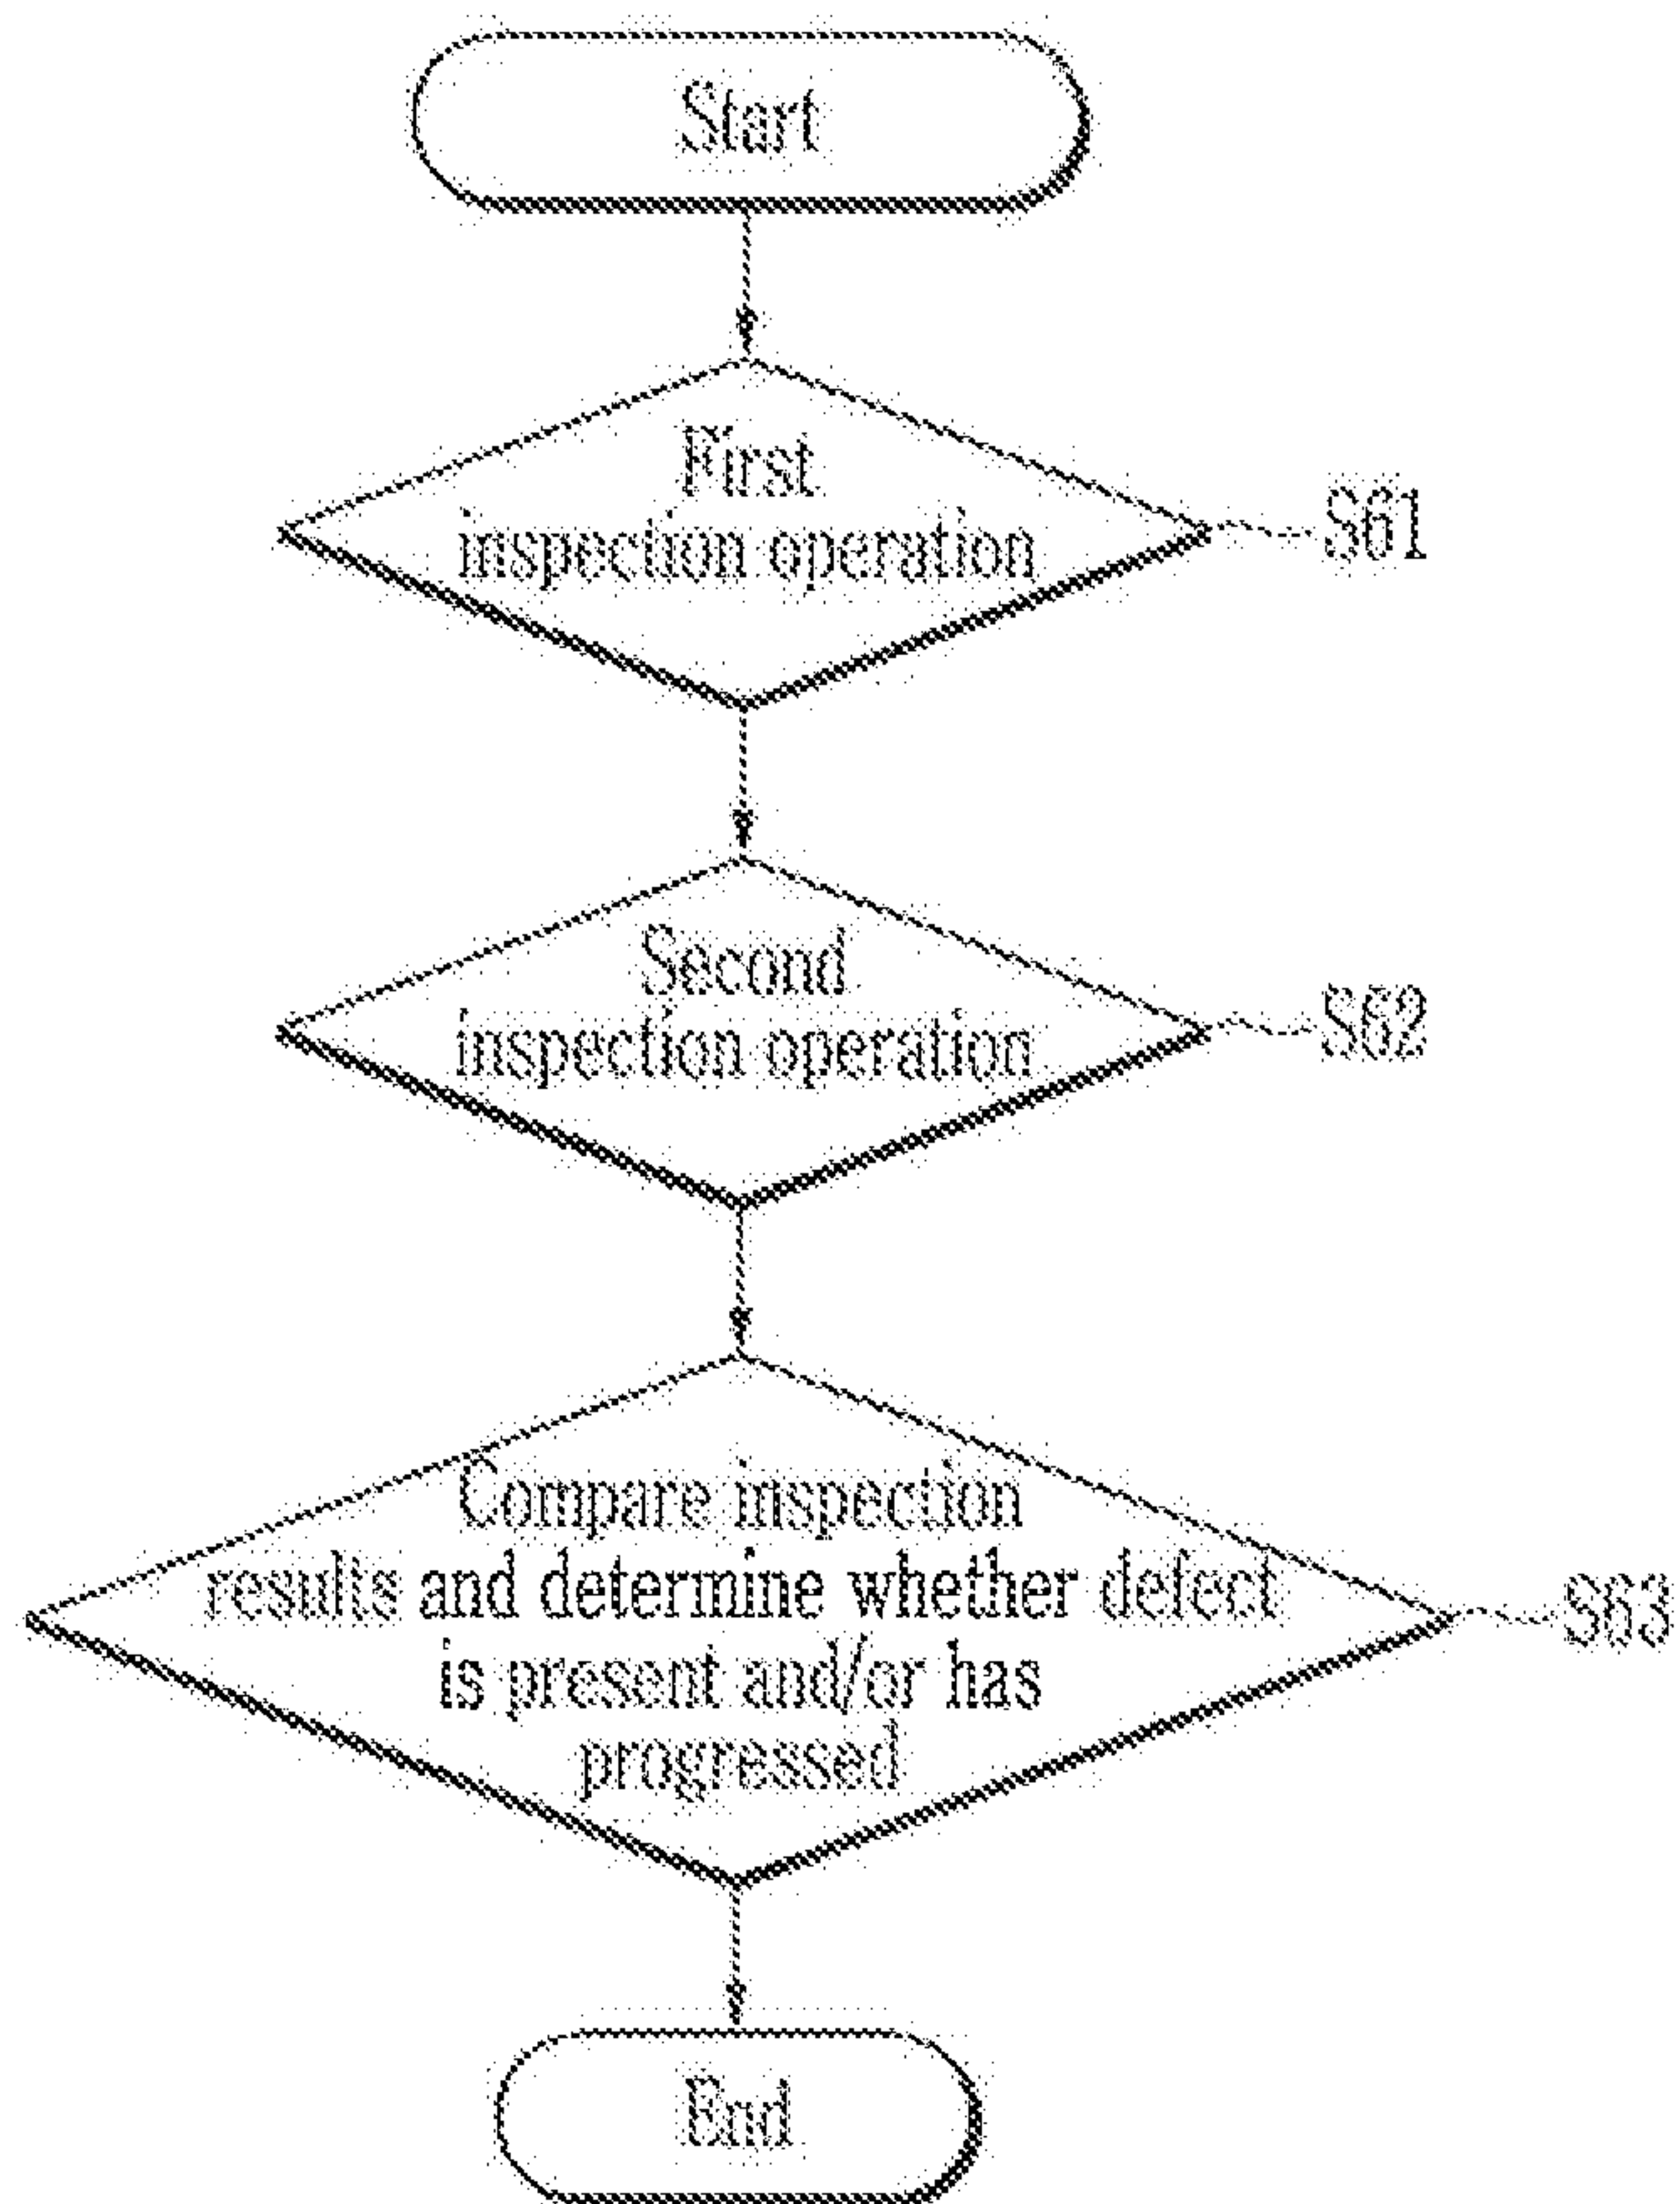 Start
First
inspection operation
S61
Second
inspection operation
S62
Compare inspection
results and determine whether defect
is present and/or has
progressed
S63
End